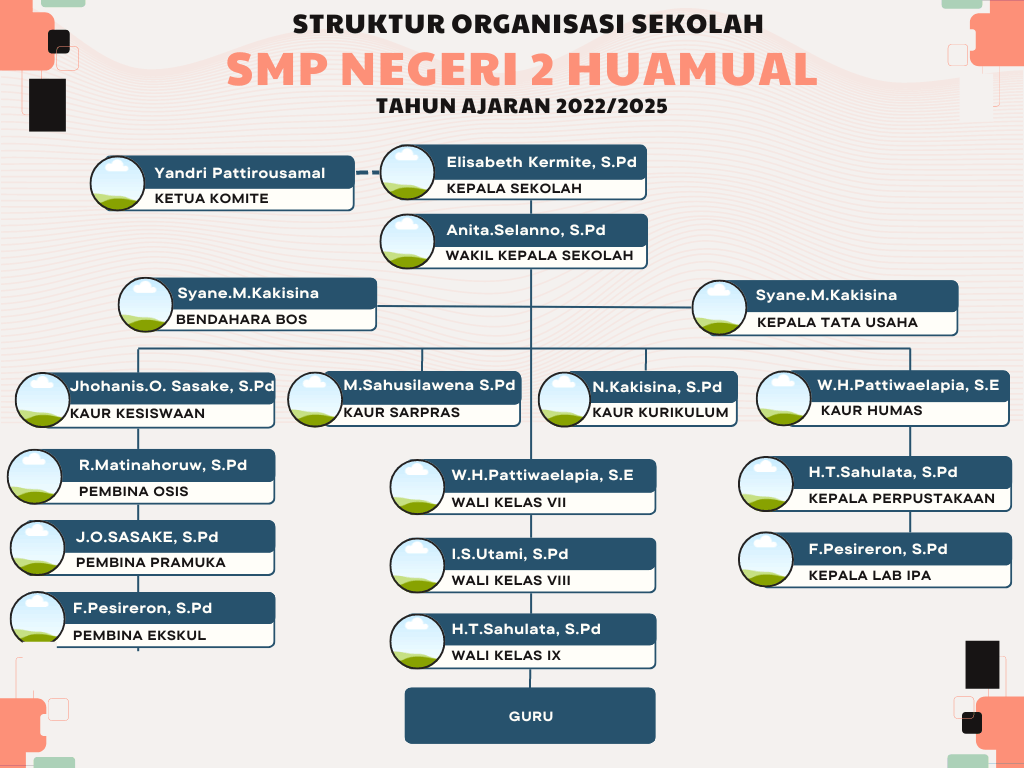 STRUKTUR ORGANISASI SEKOLAH
SMP NEGERI 2 HUAMUAL
TAHUN AJARAN 2022/2025
Yandri Pattirousamal
KETUA KOMITE
Elisabeth Kermite, S.Pd
KEPALA SEKOLAH
Anita.Selanno, S.Pd
WAKIL KEPALA SEKOLAH
Syane.M.Kakisina
BENDAHARA BOS
Syane.M.Kakisina
KEPALA TATA USAHA
Jhohanis.O. Sasake, S.Pd
KAUR KESISWAAN
M.Sahusilawena S.Pd
KAUR SARPRAS
N.Kakisina, S.Pd
KAUR KURIKULUM
W.H.Pattiwaelapia, S.E
KAUR HUMAS
R.Matinahoruw, S.Pd
PEMBINA OSIS
J.O.SASAKE, S.Pd
PEMBINA PRAMUKA
F.Pesireron, S.Pd
PEMBINA EKSKUL
W.H.Pattiwaelapia, S.E
WALI KELAS VII
I.S.Utami, S.Pd
WALI KELAS VIII
H.T.Sahulata, S.Pd
WALI KELAS IX
GURU
H.T.Sahulata, S.Pd
KEPALA PERPUSTAKAAN
F.Pesireron, S.Pd
KEPALA LAB IPA